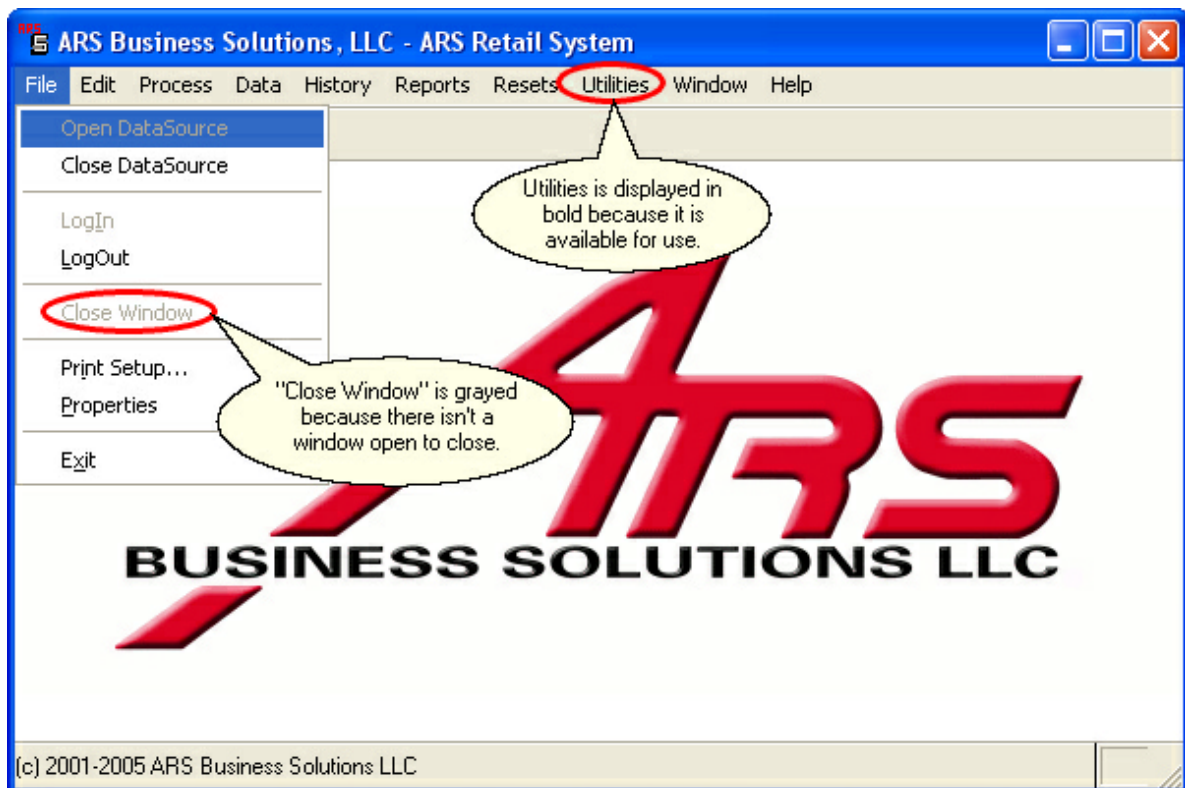 ARS Business Solutions, LLC - ARS Retail System
File Edit Process Data History Reports Resets Utilities Window Help
Open DataSource
Close DataSource
LogIn
LogOut
Close Window
Print Setup...
Properties
Exit
Utilities is displayed in
bold because it is
available for use.
"Close Window" is grayed
because there isn't a
window open to close.
ARS
BUSINESS SOLUTIONS LLC
(c) 2001-2005 ARS Business Solutions LLC